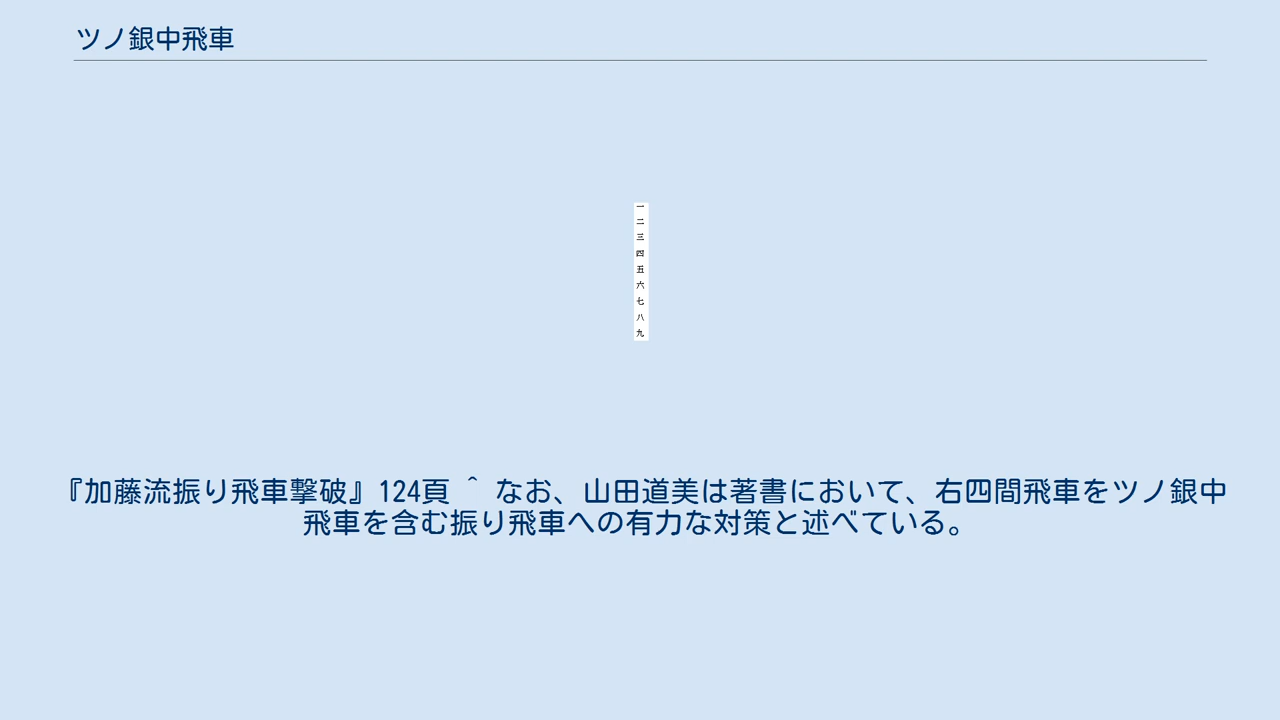 ツノ銀中飛車
一
二
三
四
五
六
七
八
九
『加藤流振り飛車撃破』124頁 ^ なお、山田道美は著書において、右四間飛車をツノ銀中
飛車を含む振り飛車への有力な対策と述べている。